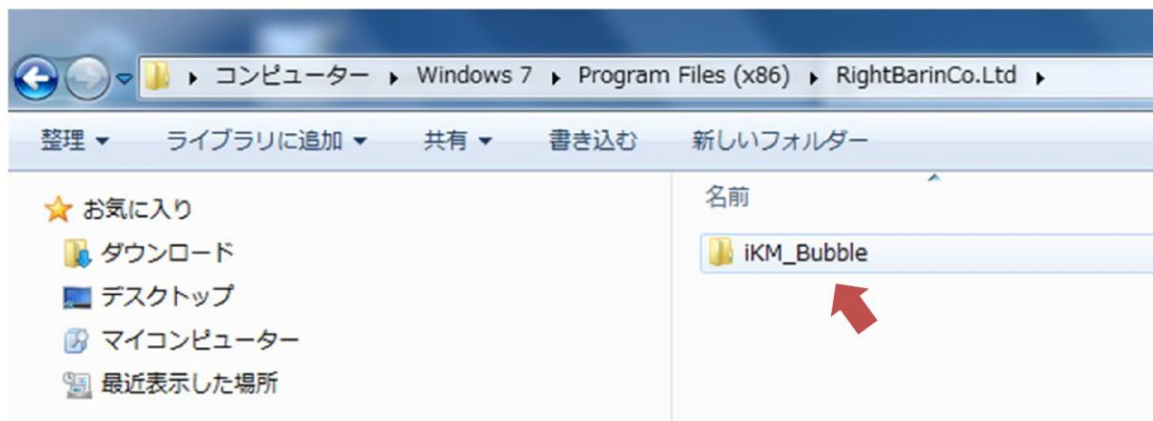 コンピューター ▸ Windows 7 ▸ Program Files (x86) ▸ RightBarinCo.Ltd ▸
整理 ライブラリに追加 共有 書き込む 新しいフォルダー
名前
お気に入り
ダウンロード
デスクトップ
マイコンピューター
最近表示した場所
iKM_Bubble